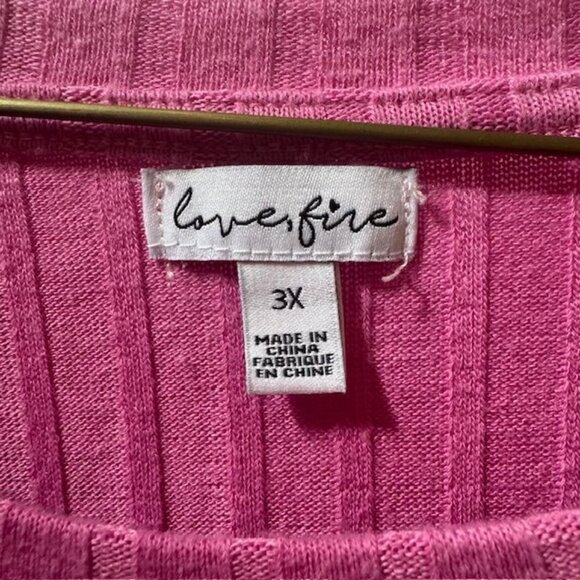 love, fire
3X
MADE IN
CHINA
FABRIQUE
EN CHINE